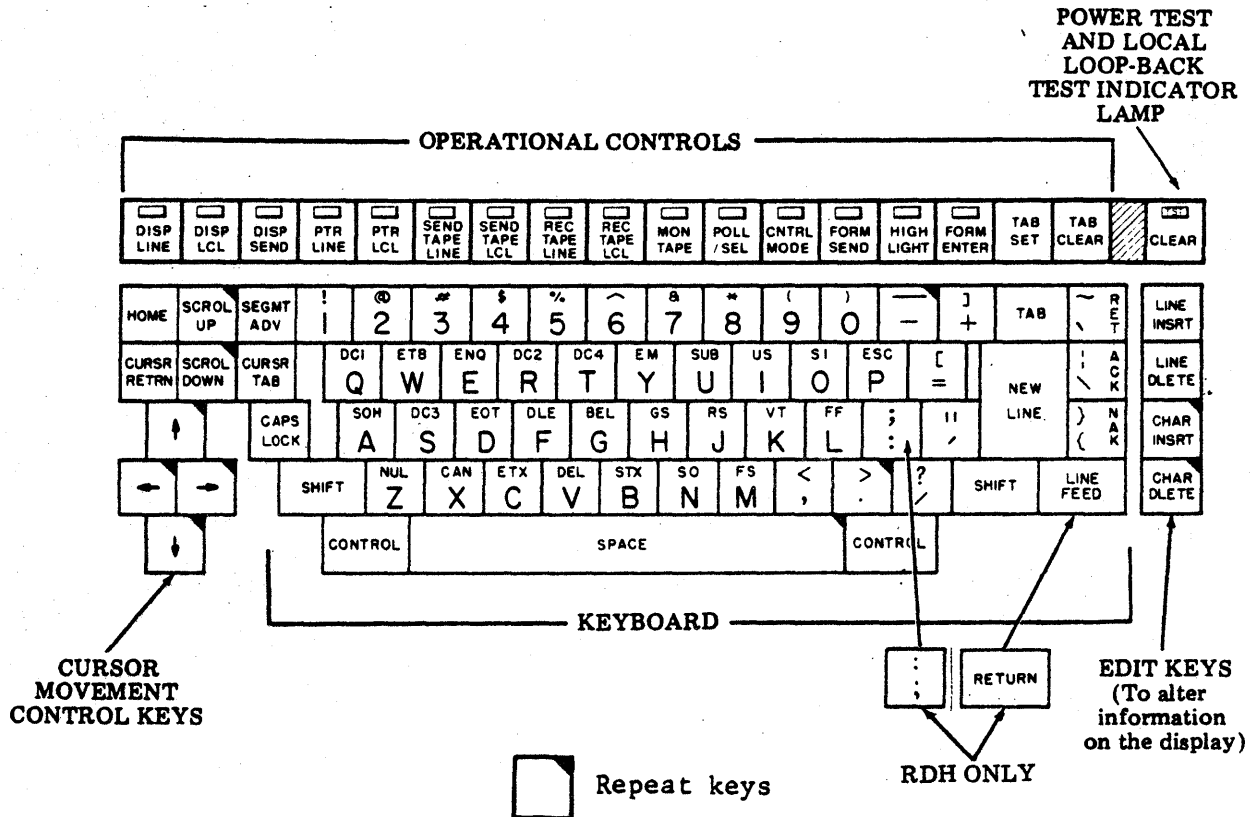 POWER TEST
AND LOCAL
LOOP-BACK
TEST INDICATOR
LAMP
OPERATIONAL CONTROLS
DISP LINE
DISP LCL
DISP SEND
PTR LINE
PTR LCL
SEND TAPE LINE
SEND TAPE LCL
REC TAPE LINE
REC TAPE LCL
MON TAPE
POLL /SEL
CNTRL MODE
FORM SEND
HIGH LIGHT
FORM ENTER
TAB SET
TAB CLEAR
TST CLEAR
HOME
SCROL UP
SEGMT ADV
! 1
@ 2
# 3
$ 4
% 5
^ 6
& 7
* 8
( 9
) 0
— -
] +
TAB
~ \ RET
LINE INSRT
CURSR RETRN
SCROL DOWN
CURSR TAB
DC1 Q
ETB W
ENQ E
DC2 R
DC4 T
EM Y
SUB U
US I
SI O
ESC P
[ =
NEW LINE
¦ \ ACK
LINE DLETE
↑
CAPS LOCK
SOH A
DC3 S
EOT D
DLE F
BEL G
GS H
RS J
VT K
FF L
; :
" '
} { NAK
CHAR INSRT
← →
SHIFT
NUL Z
CAN X
ETX C
DEL V
STX B
SO N
FS M
< ,
> .
? /
SHIFT
LINE FEED
CHAR DLETE
↓
CONTROL
SPACE
CONTROL
KEYBOARD
CURSOR
MOVEMENT
CONTROL KEYS
: ;
RETURN
RDH ONLY
EDIT KEYS
(To alter
information
on the display)
Repeat keys